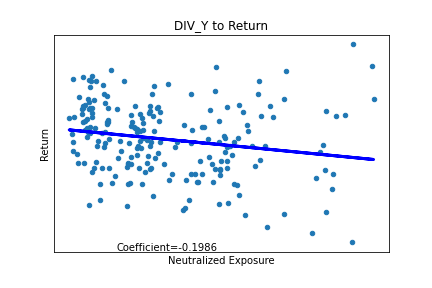 DIV_Y to Return
Return
Coefficient=-0.1986
Neutralized Exposure